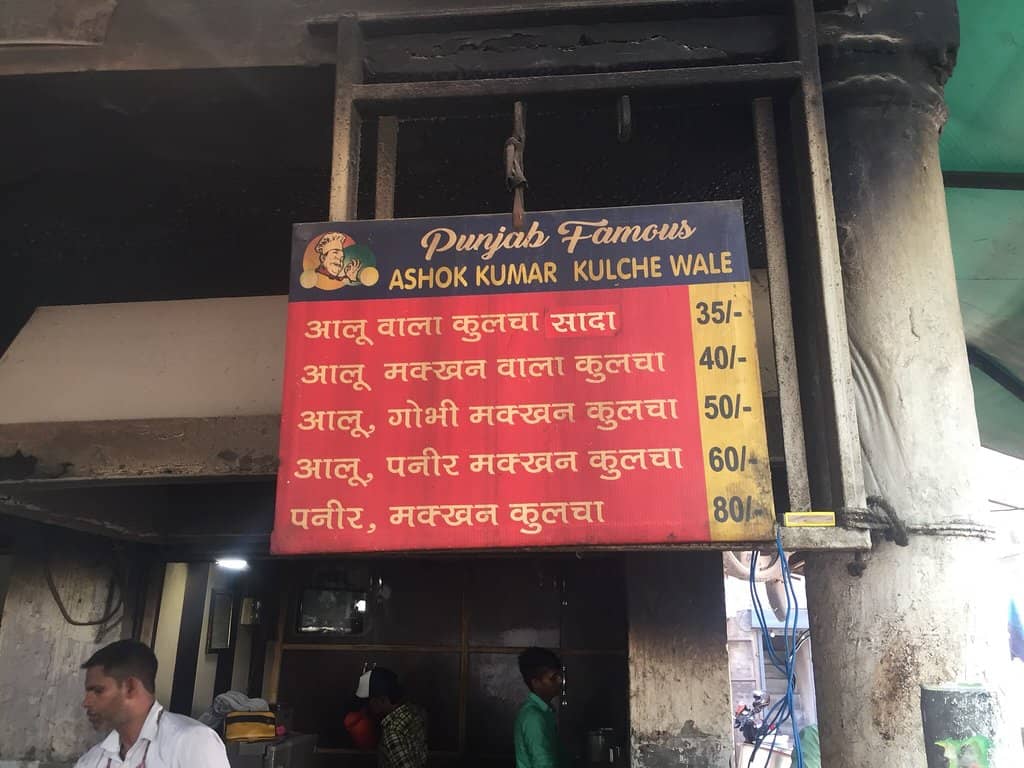 Punjab Famous
ASHOK KUMAR KULCHE WALE
आलू वाला कुलचा सादा 35/-
आलू मक्खन वाला कुलचा 40/-
आलू, गोभी मक्खन कुलचा 50/-
आलू, पनीर मक्खन कुलचा 60/-
पनीर, मक्खन कुलचा 80/-